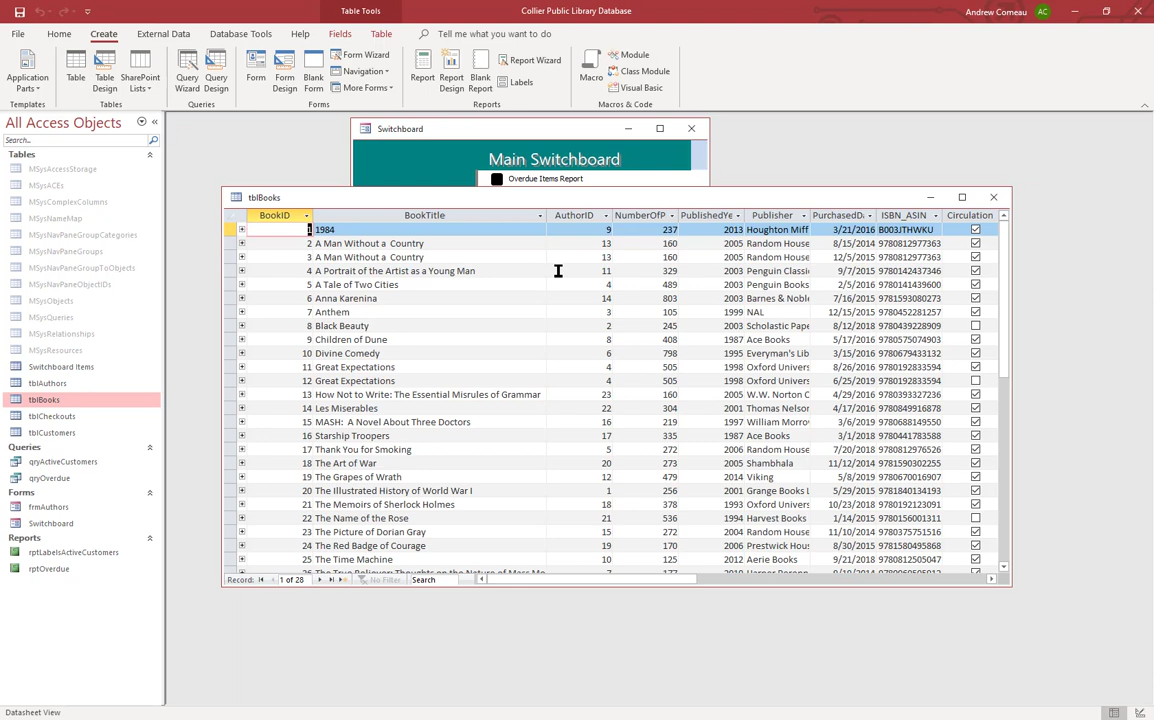 Table Tools
Collier Public Library Database
Andrew Comeau
AC
File Home Create External Data Database Tools Help Fields Table Tell me what you want to do
Application Parts
Table
Table Design
SharePoint Lists
Query Wizard
Query Design
Form
Form Design
Blank Form
Form Wizard
Navigation
More Forms
Report
Report Design
Blank Report
Report Wizard
Labels
Macro
Module
Class Module
Visual Basic
Templates Tables Queries Forms Reports Macros & Code
All Access Objects
Search...
Tables
MSysAccessStorage
MSysACEs
MSysComplexColumns
MSysNameMap
MSysNavPaneGroupCategories
MSysNavPaneGroups
MSysNavPaneGroupToObjects
MSysNavPaneObjectIDs
MSysObjects
MSysQueries
MSysRelationships
MSysResources
Switchboard Items
tblAuthors
tblBooks
tblCheckouts
tblCustomers
Queries
qryActiveCustomers
qryOverdue
Forms
frmAuthors
Switchboard
Reports
rptLabelsActiveCustomers
rptOverdue
Switchboard
Main Switchboard
Overdue Items Report
tblBooks
BookID BookTitle AuthorID NumberOfP PublishedYe Publisher PurchasedDa ISBN_ASIN Circulation
1 1984 9 237 2013 Houghton Miff 3/21/2016 B003JTHWKU
2 A Man Without a Country 13 160 2005 Random House 8/15/2014 9780812977363
3 A Man Without a Country 13 160 2005 Random House 12/5/2015 9780812977363
4 A Portrait of the Artist as a Young Man 11 329 2003 Penguin Classi 9/7/2015 9780142437346
5 A Tale of Two Cities 4 489 2003 Penguin Books 2/5/2016 9780141439600
6 Anna Karenina 14 803 2003 Barnes & Noble 7/16/2015 9781593080273
7 Anthem 3 105 1999 NAL 12/15/2015 9780452281257
8 Black Beauty 2 245 2003 Scholastic Pape 8/12/2018 9780439228909
9 Children of Dune 8 408 1987 Ace Books 5/17/2016 9780575074903
10 Divine Comedy 6 798 1995 Everyman's Lib 3/15/2016 9780679433132
11 Great Expectations 4 505 1998 Oxford Univers 8/26/2016 9780192833594
12 Great Expectations 4 505 1998 Oxford Univers 6/25/2019 9780192833594
13 How Not to Write: The Essential Misrules of Grammar 23 160 2005 W.W. Norton C 4/29/2016 9780393327236
14 Les Miserables 22 304 2001 Thomas Nelson 4/17/2016 9780849916878
15 MASH: A Novel About Three Doctors 16 219 1997 William Morrov 3/6/2019 9780688149550
16 Starship Troopers 17 335 1987 Ace Books 3/1/2018 9780441783588
17 Thank You for Smoking 5 272 2006 Random House 7/20/2018 9780812976526
18 The Art of War 20 273 2005 Shambhala 11/12/2014 9781590302255
19 The Grapes of Wrath 12 479 2014 Viking 5/8/2019 9780670016907
20 The Illustrated History of World War I 1 256 2001 Grange Books L 5/29/2015 9781840134193
21 The Memoirs of Sherlock Holmes 18 378 1993 Oxford Univers 10/23/2018 9780192123091
22 The Name of the Rose 21 536 1994 Harvest Books 1/14/2015 9780156001311
23 The Picture of Dorian Gray 15 272 2004 Random House 11/10/2014 9780375751516
24 The Red Badge of Courage 19 170 2006 Prestwick Hous 8/30/2015 9781580495868
25 The Time Machine 10 125 2012 Aerie Books 9/21/2018 9780812505047
Record: 1 of 28 No Filter Search
Datasheet View